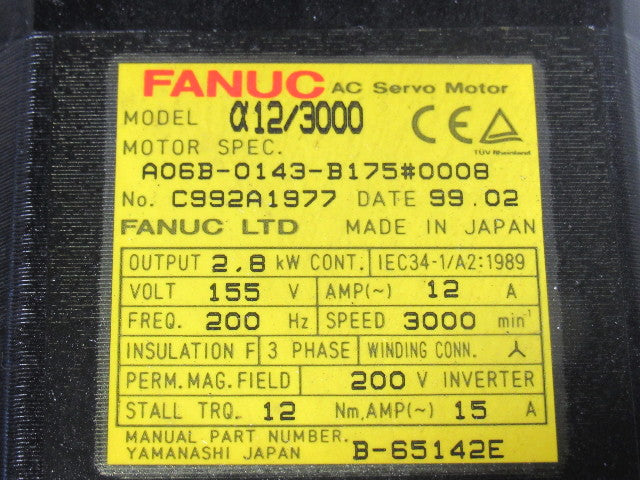 FANUC AC Servo Motor
MODEL α12/3000
CE TÜV Rheinland
MOTOR SPEC.
A06B-0143-B175#0008
No. C992A1977 DATE 99.02
FANUC LTD MADE IN JAPAN
OUTPUT 2.8 kW CONT. IEC34-1/A2:1989
VOLT 155 V AMP(~) 12 A
FREQ. 200 Hz SPEED 3000 min⁻¹
INSULATION F 3 PHASE WINDING CONN.
PERM.MAG.FIELD 200 V INVERTER
STALL TRQ. 12 Nm,AMP(~) 15 A
MANUAL PART NUMBER. B-65142E
YAMANASHI JAPAN